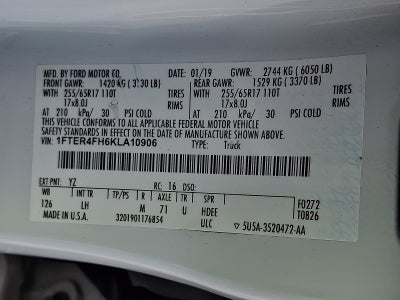 MFD. BY FORD MOTOR CO. 01/19 GVWR: 2744 KG ( 6050 LB)
FRONT GAWR: 1420 KG ( 3130 LB) REAR GAWR: 1529 KG ( 3370 LB)
WITH WITH
• 255/65R17 110T TIRES • 255/65R17 110T TIRES
• 17x8.0J RIMS • 17x8.0J RIMS
AT 210 kPa/ 30 PSI COLD AT 210 kPa/ 30 PSI COLD
THIS VEHICLE CONFORMS TO ALL APPLICABLE FEDERAL MOTOR VEHICLE
SAFETY STANDARDS IN EFFECT ON THE DATE OF MANUFACTURE SHOWN ABOVE.
VIN: 1FTER4FH6KLA10906 TYPE: Truck
EXT PNT: YZ RC: 16 DSO: F0272
WB INT TR TP/PS R AXLE TR SPR T0826
126 LH M 71 U HDEE
MADE IN U.S.A. 3201901176854 ULC ▽ 5U5A-3520472-AA